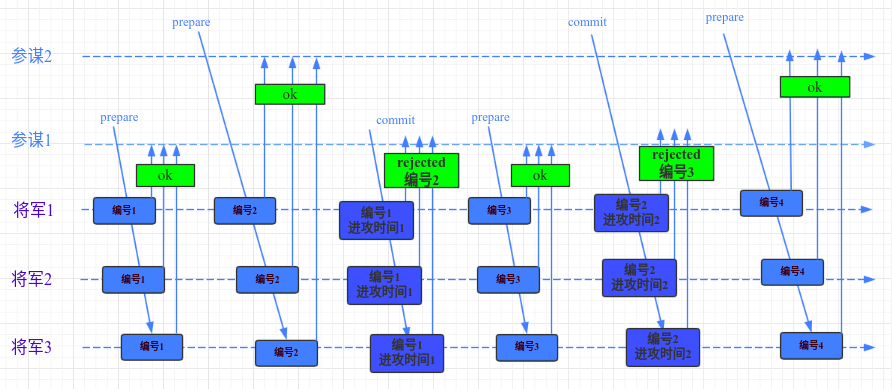 prepare
commit
prepare
参谋2
ok
ok
prepare
commit
prepare
参谋1
rejected
编号2
rejected
编号3
ok
ok
将军1
编号1
编号2
编号1
进攻时间1
编号3
编号2
进攻时间2
编号4
将军2
编号1
编号2
编号1
进攻时间1
编号3
编号2
进攻时间2
编号4
将军3
编号1
编号2
编号1
进攻时间1
编号3
编号2
进攻时间2
编号4